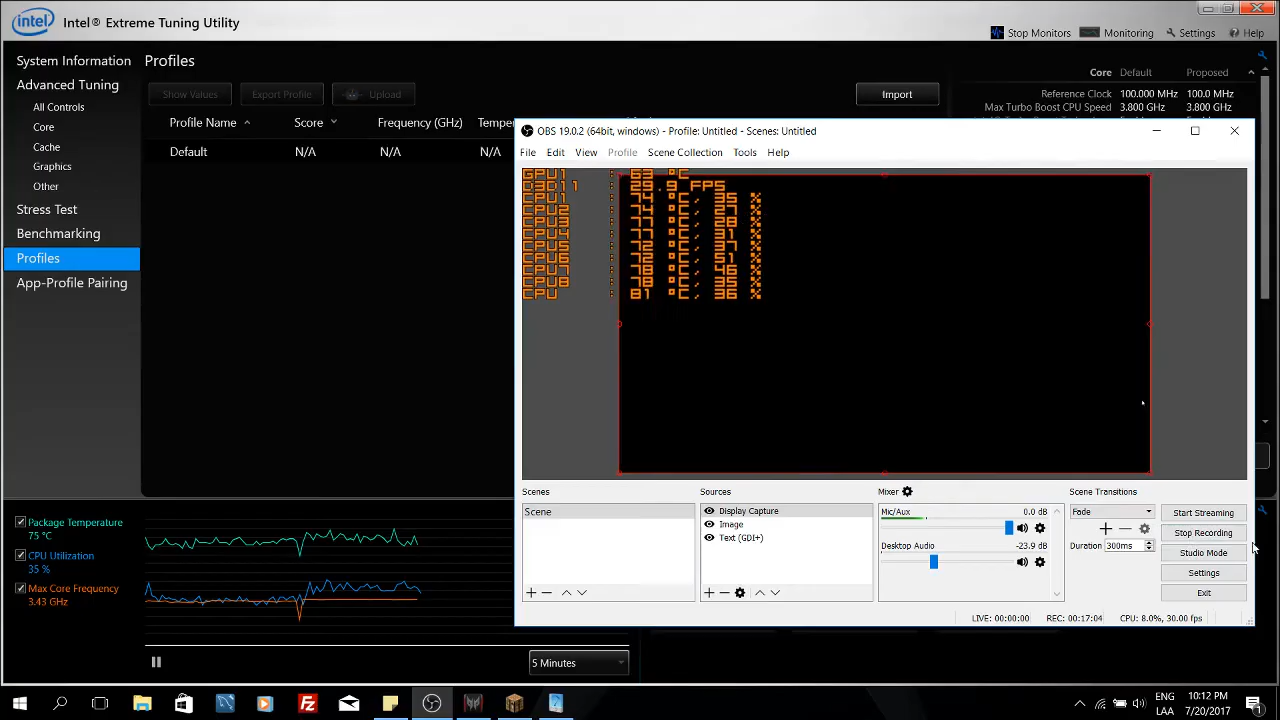 intel
Intel® Extreme Tuning Utility
Stop Monitors
Monitoring
Settings
Help
System Information
Advanced Tuning
All Controls
Core
Cache
Graphics
Other
Stress Test
Benchmarking
Profiles
App-Profile Pairing
Profiles
Show Values
Export Profile
Upload
Import
Profile Name
Score
Frequency (GHz)
Default
N/A
N/A
N/A
Core
Default
Proposed
Reference Clock
100.000 MHz
100.0 MHz
Max Turbo Boost CPU Speed
3.800 GHz
3.800 GHz
OBS 19.0.2 (64bit, windows) - Profile: Untitled - Scenes: Untitled
File
Edit
View
Profile
Scene Collection
Tools
Help
GPU1 : 63 °C
D3D11 : 29.9 FPS
CPU1 : 74 °C, 35 %
CPU2 : 74 °C, 27 %
CPU3 : 77 °C, 28 %
CPU4 : 77 °C, 31 %
CPU5 : 72 °C, 37 %
CPU6 : 72 °C, 51 %
CPU7 : 78 °C, 46 %
CPU8 : 78 °C, 35 %
CPU : 81 °C, 36 %
Scenes
Scene
Sources
Display Capture
Image
Text (GDI+)
Mixer
Mic/Aux
0.0 dB
Desktop Audio
-23.9 dB
Scene Transitions
Fade
Duration
300ms
Start Streaming
Stop Recording
Studio Mode
Settings
Exit
LIVE: 00:00:00
REC: 00:17:04
CPU: 8.0%, 30.00 fps
Package Temperature
75 °C
CPU Utilization
35 %
Max Core Frequency
3.43 GHz
5 Minutes
ENG
LAA
10:12 PM
7/20/2017
1